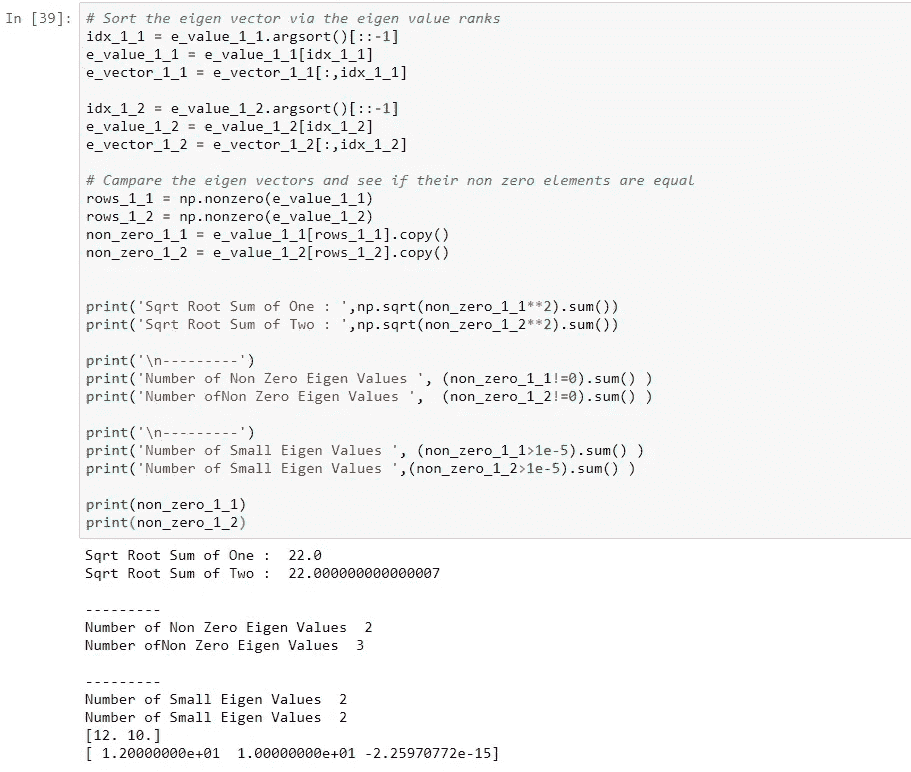 In [39]: # Sort the eigen vector via the eigen value ranks
idx_1_1 = e_value_1_1.argsort()[::-1]
e_value_1_1 = e_value_1_1[idx_1_1]
e_vector_1_1 = e_vector_1_1[:,idx_1_1]
idx_1_2 = e_value_1_2.argsort()[::-1]
e_value_1_2 = e_value_1_2[idx_1_2]
e_vector_1_2 = e_vector_1_2[:,idx_1_2]
# Campare the eigen vectors and see if their non zero elements are equal
rows_1_1 = np.nonzero(e_value_1_1)
rows_1_2 = np.nonzero(e_value_1_2)
non_zero_1_1 = e_value_1_1[rows_1_1].copy()
non_zero_1_2 = e_value_1_2[rows_1_2].copy()
print('Sqrt Root Sum of One : ',np.sqrt(non_zero_1_1**2).sum())
print('Sqrt Root Sum of Two : ',np.sqrt(non_zero_1_2**2).sum())
print('\n---------')
print('Number of Non Zero Eigen Values ', (non_zero_1_1!=0).sum() )
print('Number ofNon Zero Eigen Values ',  (non_zero_1_2!=0).sum() )
print('\n---------')
print('Number of Small Eigen Values ', (non_zero_1_1>1e-5).sum() )
print('Number of Small Eigen Values ',(non_zero_1_2>1e-5).sum() )
print(non_zero_1_1)
print(non_zero_1_2)
Sqrt Root Sum of One :  22.0
Sqrt Root Sum of Two :  22.000000000000007
---------
Number of Non Zero Eigen Values  2
Number ofNon Zero Eigen Values  3
---------
Number of Small Eigen Values  2
Number of Small Eigen Values  2
[12. 10.]
[ 1.20000000e+01  1.00000000e+01 -2.25970772e-15]